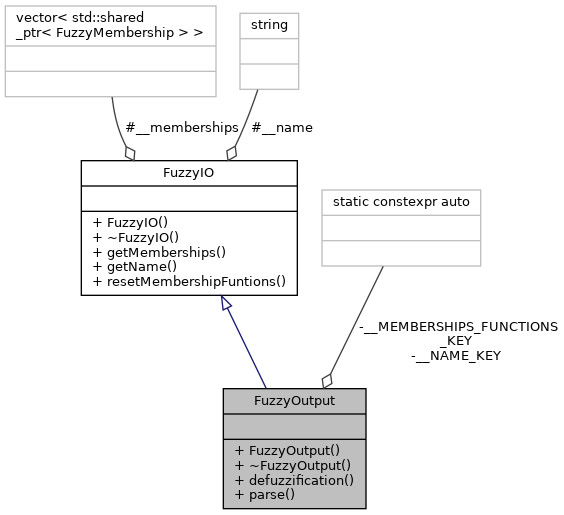 vector< std::shared
_ptr< FuzzyMembership > >
string
#__memberships
#__name
FuzzyIO
+ FuzzyIO()
+ ~FuzzyIO()
+ getMemberships()
+ getName()
+ resetMembershipFuntions()
static constexpr auto
-__MEMBERSHIPS_FUNCTIONS
_KEY
-__NAME_KEY
FuzzyOutput
+ FuzzyOutput()
+ ~FuzzyOutput()
+ defuzzification()
+ parse()